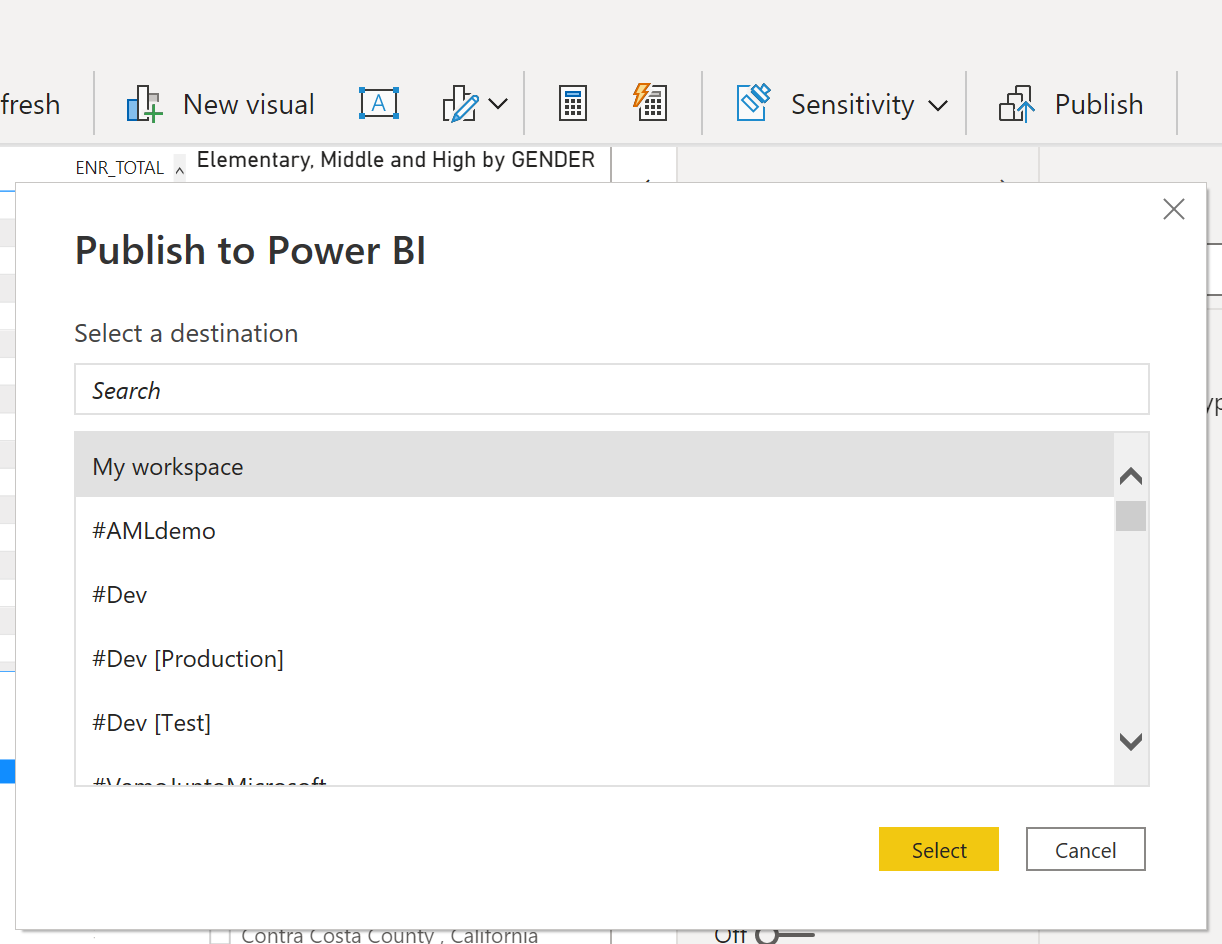 fresh
New visual
A
Sensitivity
Publish
ENR_TOTAL
Elementary, Middle and High by GENDER
Publish to Power BI
Select a destination
Search
My workspace
#AMLdemo
#Dev
#Dev [Production]
#Dev [Test]
#VamoJuntoMicrosoft
Select
Cancel
Contra Costa County , California
Off